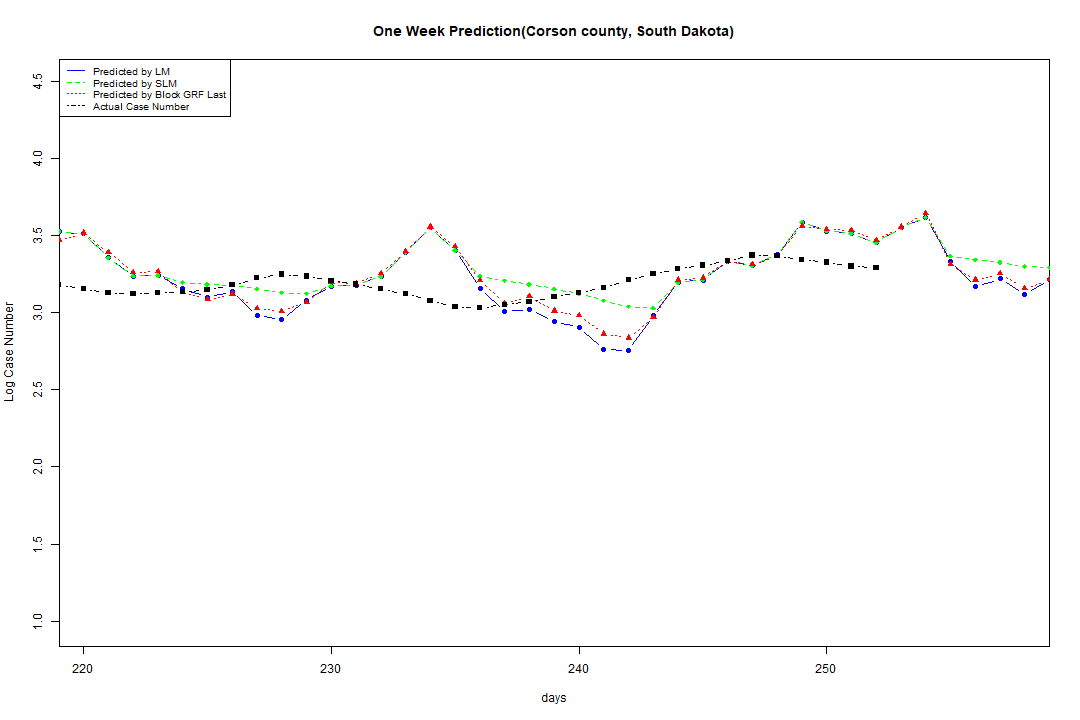 One Week Prediction(Corson county, South Dakota)
Predicted by LM
Predicted by SLM
Predicted by Block GRF Last
Actual Case Number
4.5
4.0
3.5
3.0
2.5
2.0
1.5
1.0
Log Case Number
220
230
240
250
days